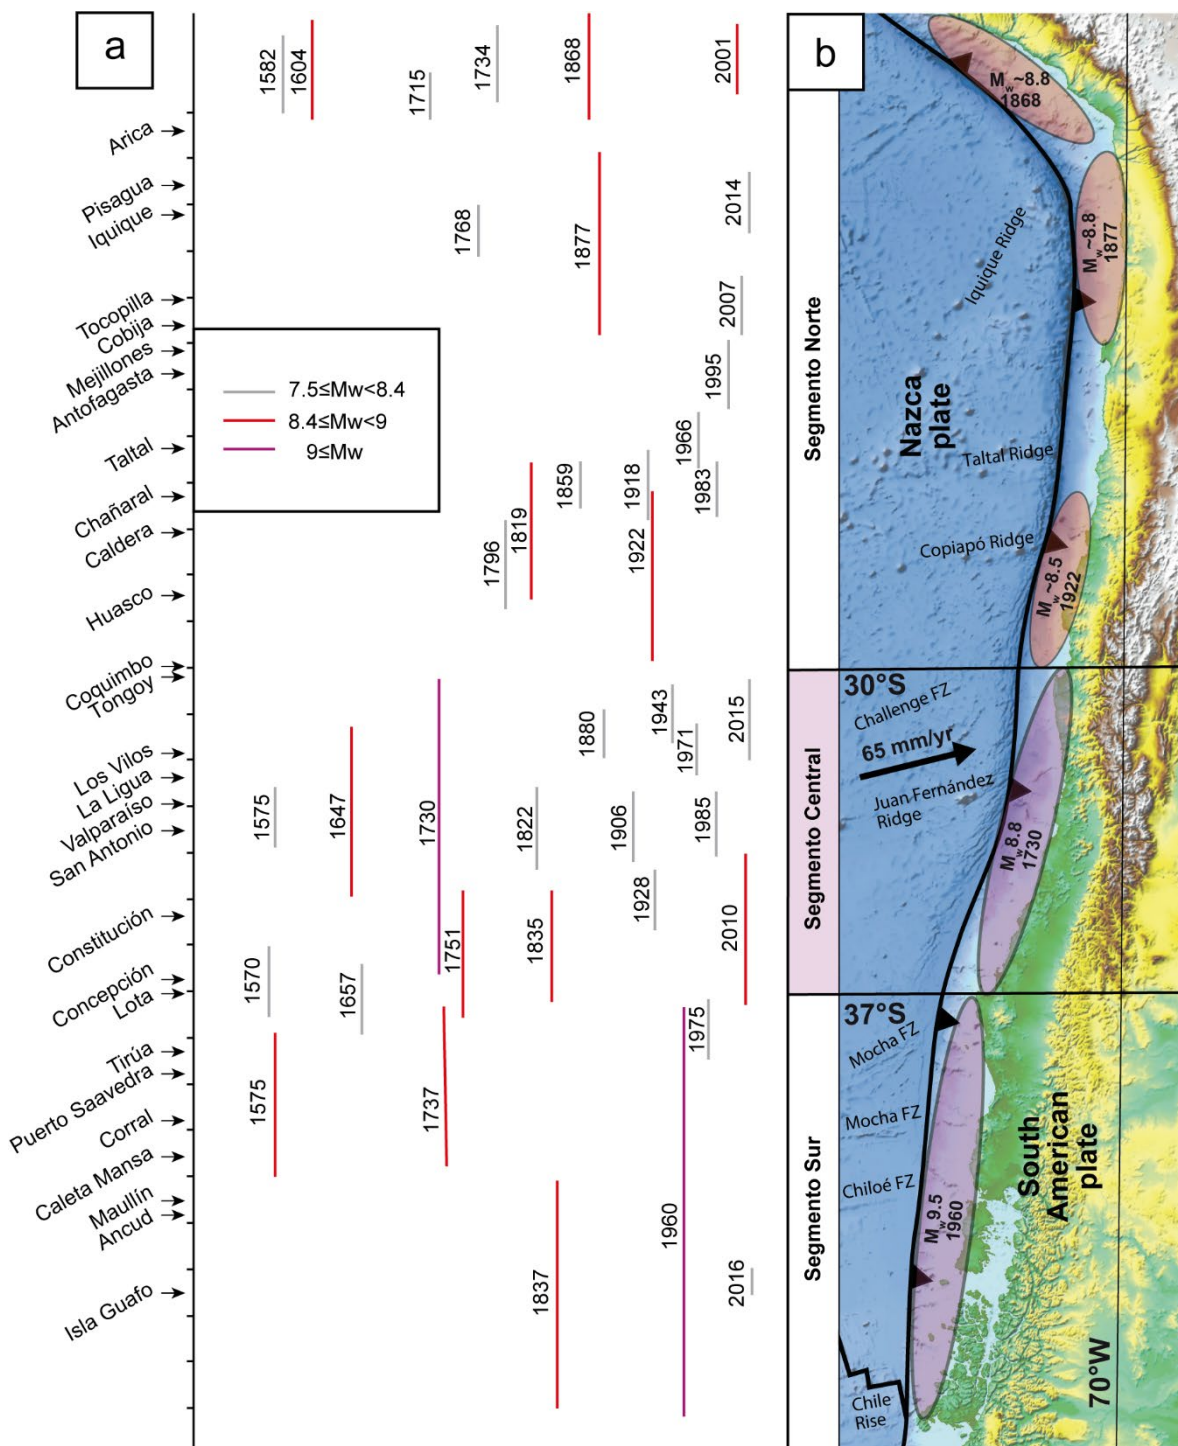 a
1582
1604
1715
1734
1868
2001
Arica
Pisagua
Iquique
1768
1877
2014
Tocopilla
Cobija
Mejillones
Antofagasta
2007
1995
7.5≤Mw<8.4
8.4≤Mw<9
9≤Mw
Taltal
Chañaral
Caldera
Huasco
1966
1859
1918
1983
1819
1796
1922
Coquimbo
Tongoy
Los Vilos
La Ligua
Valparaíso
San Antonio
1880
1943
1971
2015
1575
1647
1730
1822
1906
1985
1928
Constitución
Concepción
Lota
1751
1835
2010
1570
1657
1975
Tirúa
Puerto Saavedra
Corral
Caleta Mansa
Maullín
Ancud
Isla Guafo
1575
1737
1837
1960
2016
b
Segmento Norte
Segmento Central
Segmento Sur
Mw~8.8
1868
Mw~8.8
1877
Iquique Ridge
Nazca
plate
Taltal Ridge
Copiapó Ridge
Mw~8.5
1922
30°S
Challenge FZ
65 mm/yr
Juan Fernández
Ridge
Mw8.8
1730
37°S
Mocha FZ
Mocha FZ
Chiloé FZ
Mw9.5
1960
South
American
plate
Chile
Rise
70°W